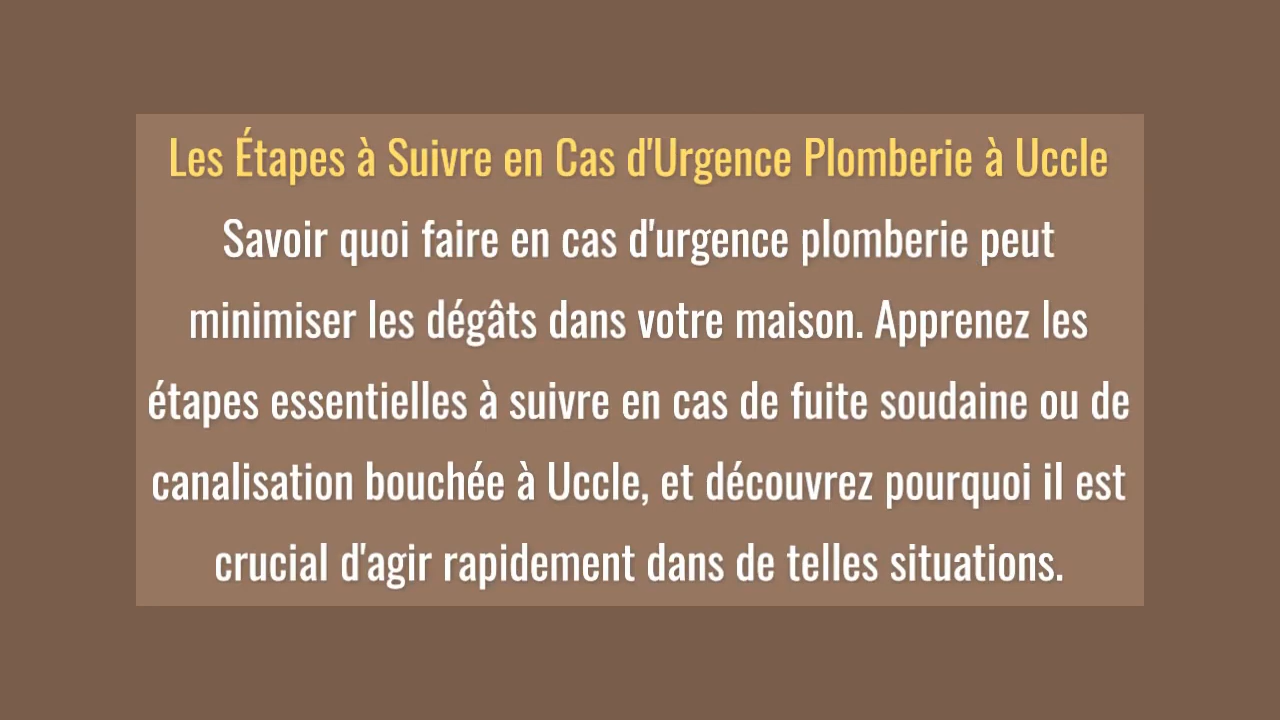 Les Étapes à Suivre en Cas d'Urgence Plomberie à Uccle
Savoir quoi faire en cas d'urgence plomberie peut
minimiser les dégâts dans votre maison. Apprenez les
étapes essentielles à suivre en cas de fuite soudaine ou de
canalisation bouchée à Uccle, et découvrez pourquoi il est
crucial d'agir rapidement dans de telles situations.